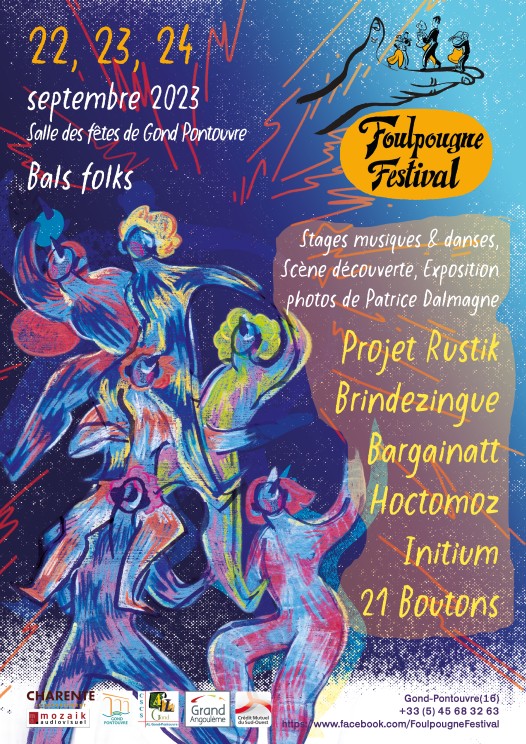 22, 23, 24
septembre 2023
Salle des fêtes de Gond Pontouvre
Bals folks
Foulpougne
Festival
Stages musiques & danses,
Scène découverte, Exposition
photos de Patrice Dalmagne
Projet Rustik
Brindezingue
Bargainatt
Hoctomoz
Initium
21 Boutons
CHARENTE
mozaik
audiovisuel
GOND
PONTOUVRE
Grand
Angoulême
Crédit Mutuel
du Sud-Ouest
Gond-Pontouvre(16)
+33 (5) 45 68 32 63
https://www.facebook.com/FoulpougneFestival